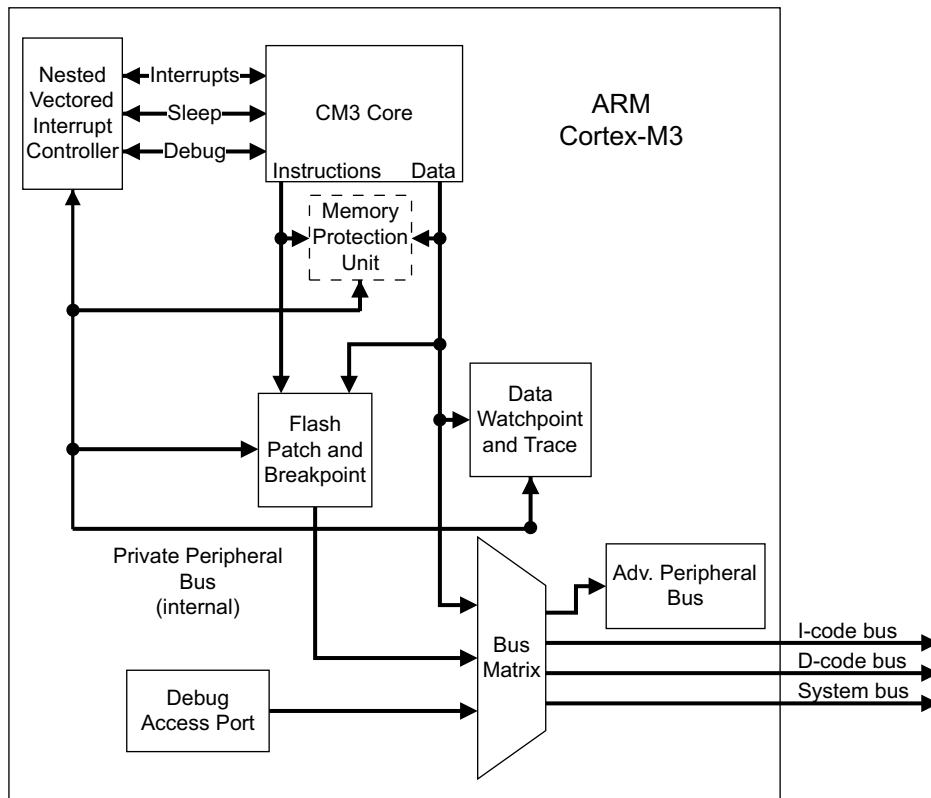 Nested
Vectored
Interrupt
Controller
Interrupts
Sleep
Debug
CM3 Core
Instructions
Data
ARM
Cortex-M3
Memory
Protection
Unit
Flash
Patch and
Breakpoint
Data
Watchpoint
and Trace
Private Peripheral
Bus
(internal)
Debug
Access Port
Bus
Matrix
Adv. Peripheral
Bus
I-code bus
D-code bus
System bus